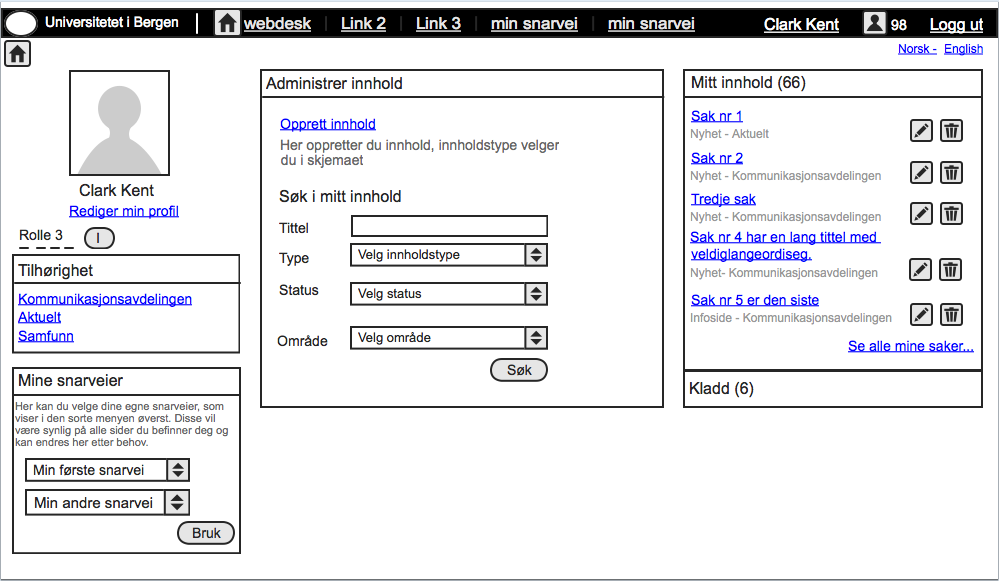 Universitetet i Bergen webdesk Link 2 Link 3 min snarvei min snarvei Clark Kent 98 Logg ut
Norsk - English
Clark Kent
Rediger min profil
Rolle 3 I
Tilhørighet
Kommunikasjonsavdelingen
Aktuelt
Samfunn
Mine snarveier
Her kan du velge dine egne snarveier, som
viser i den sorte menyen øverst. Disse vil
være synlig på alle sider du befinner deg og
kan endres her etter behov.
Min første snarvei
Min andre snarvei
Bruk
Administrer innhold
Opprett innhold
Her oppretter du innhold, innholdstype velger
du i skjemaet
Søk i mitt innhold
Tittel
Type Velg innholdstype
Status Velg status
Område Velg område
Søk
Mitt innhold (66)
Sak nr 1
Nyhet - Aktuelt
Sak nr 2
Nyhet - Kommunikasjonsavdelingen
Tredje sak
Nyhet - Kommunikasjonsavdelingen
Sak nr 4 har en lang tittel med
veldiglangeordiseg.
Nyhet- Kommunikasjonsavdelingen
Sak nr 5 er den siste
Infoside - Kommunikasjonsavdelingen
Se alle mine saker...
Kladd (6)